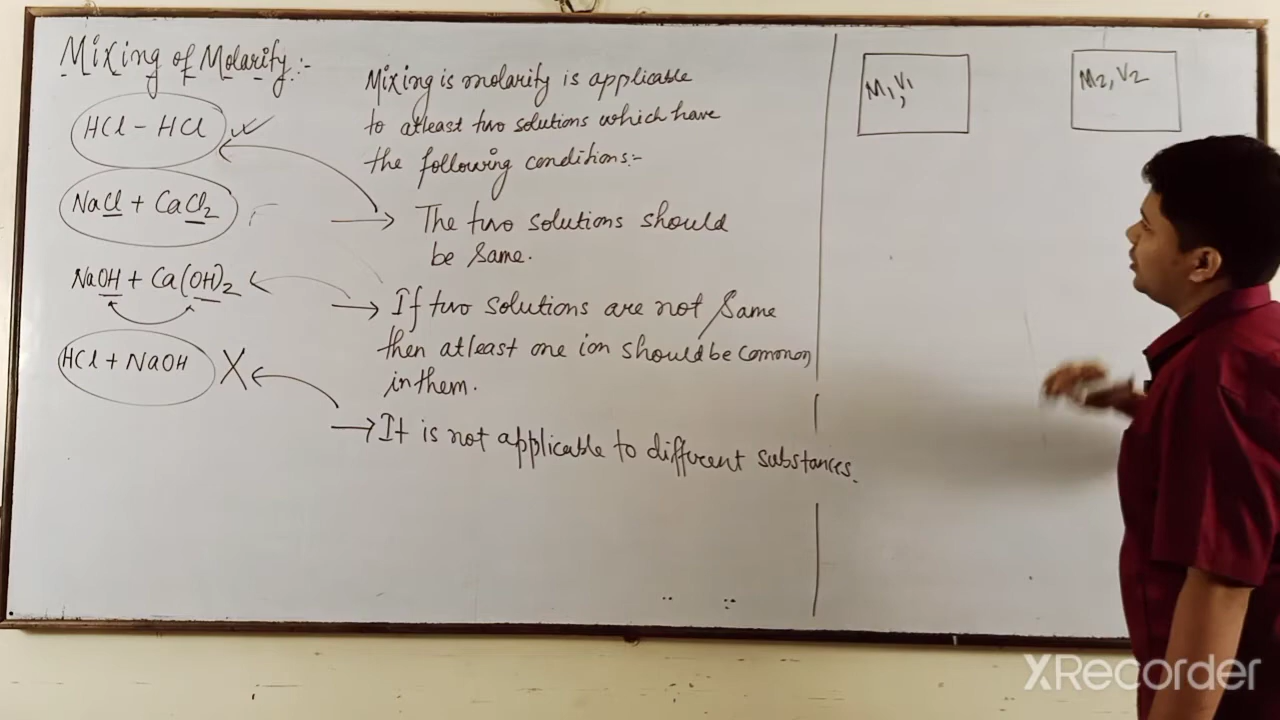 Mixing of Molarity:-
HCl - HCl
NaCl + CaCl2
NaOH + Ca(OH)2
HCl + NaOH X
Mixing is molarity is applicable
to atleast two solutions which have
the following conditions:-
→ The two solutions should
be same.
→ If two solutions are not same
then atleast one ion should be common
in them.
→ It is not applicable to different substances.
M1, V1
M2, V2
XRecorder